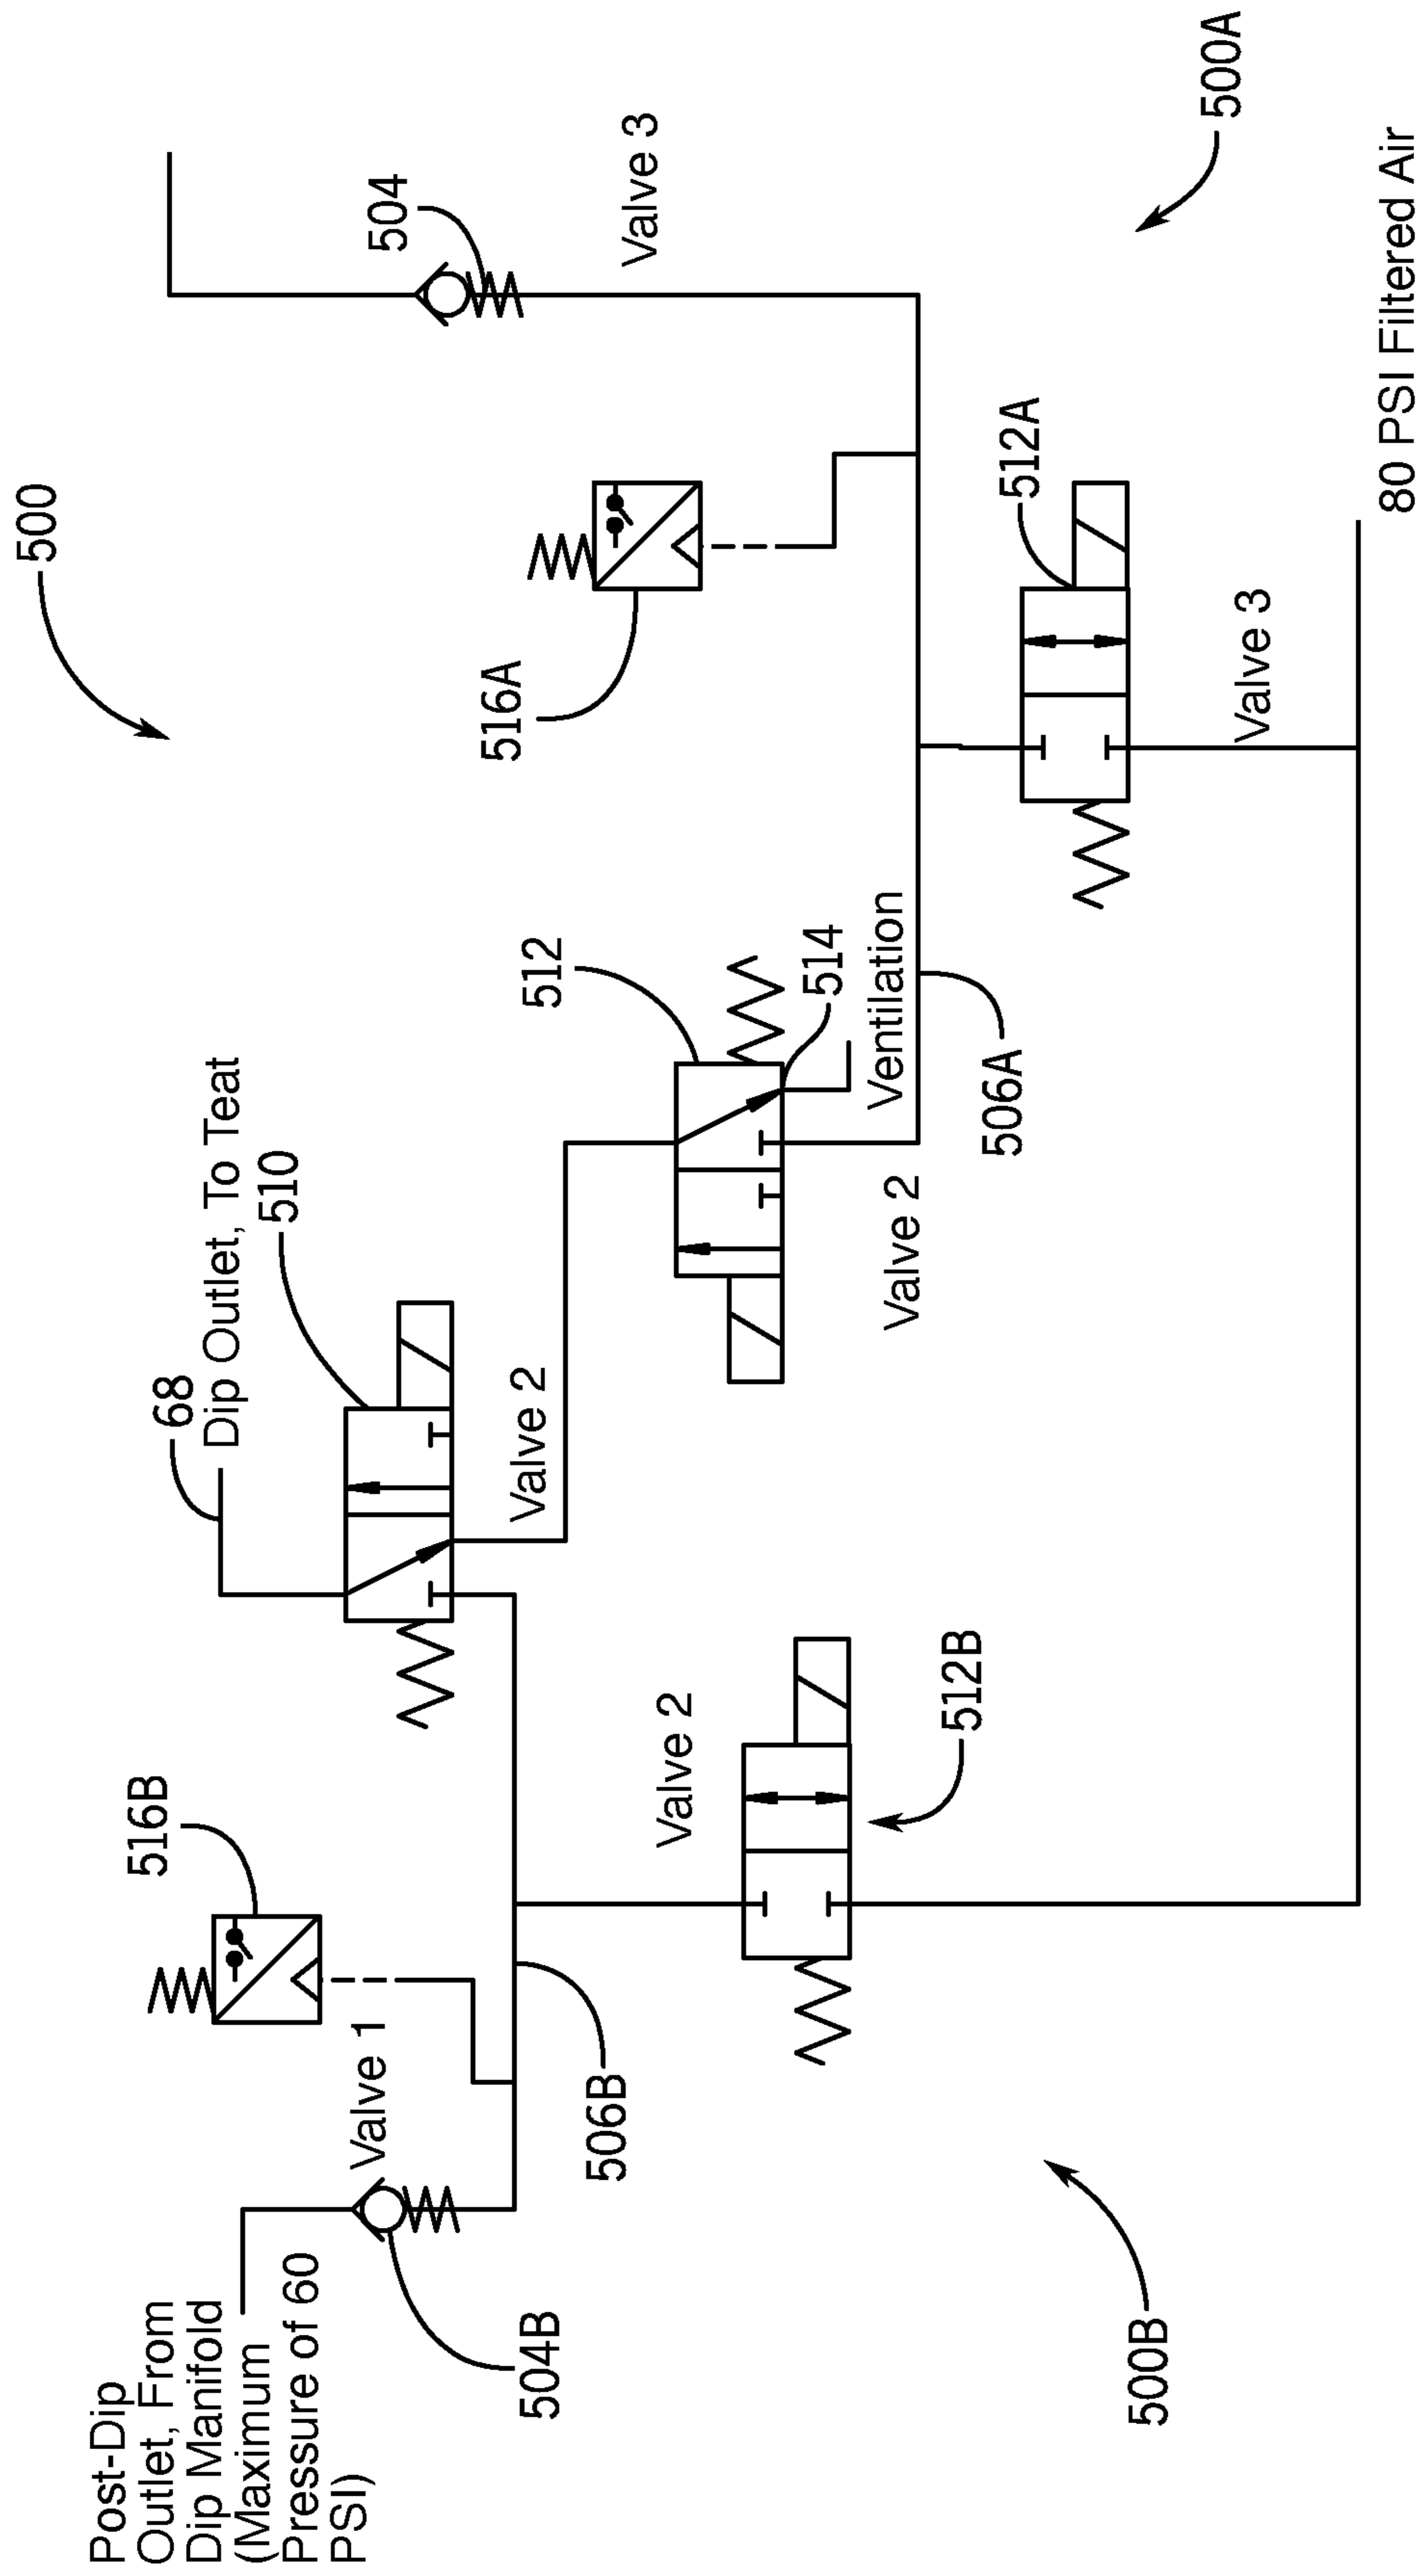 500
Post-Dip
Outlet, From
Dip Manifold
(Maximum
Pressure of 60
PSI)
516B
68
Dip Outlet, To Teat
510
Valve 1
504B
506B
Valve 2
512
516A
504
Valve 3
Valve 2
512B
514
Ventilation
Valve 2
506A
512A
Valve 3
500B
500A
80 PSI Filtered Air